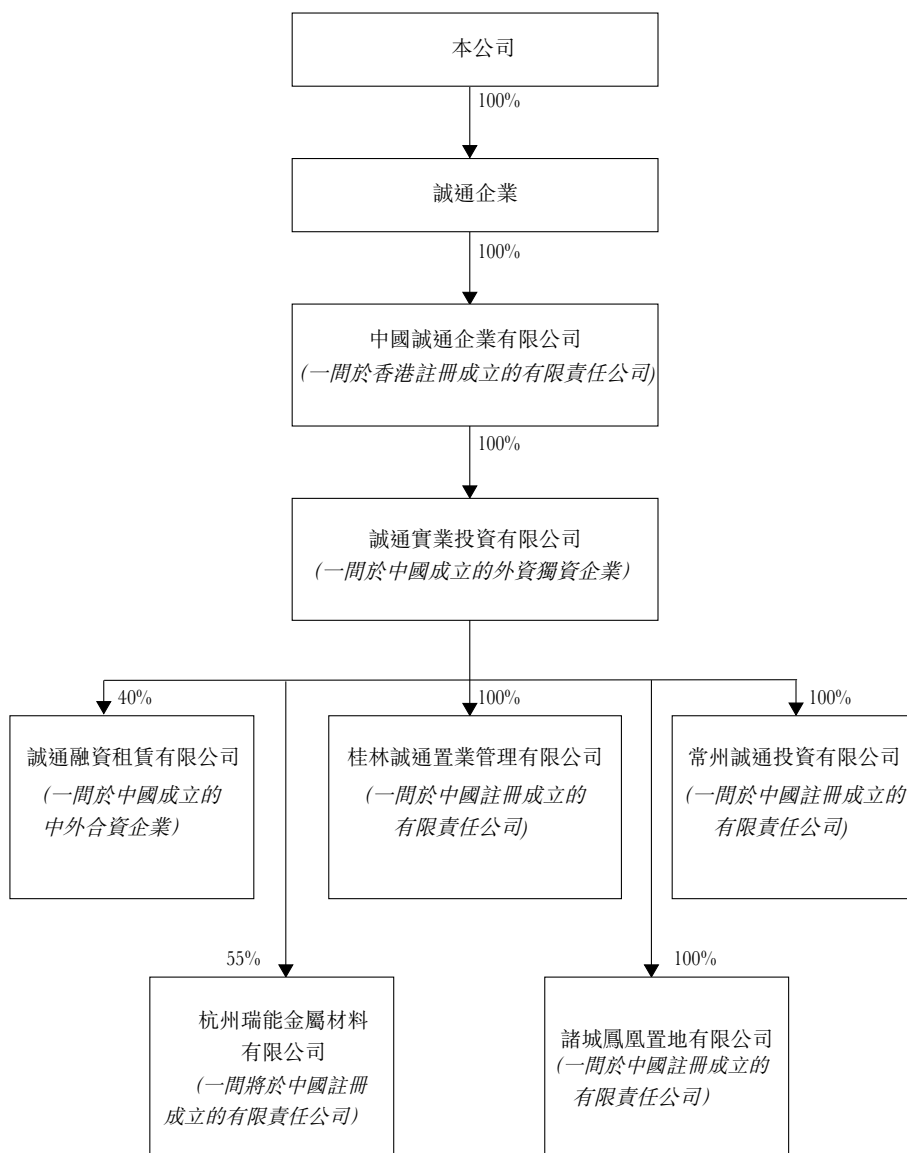 本公司
100%
誠通企業
100%
中國誠通企業有限公司
(一間於香港註冊成立的有限責任公司)
100%
誠通實業投資有限公司
(一間於中國成立的外資獨資企業)
40%
100%
100%
誠通融資租賃有限公司
(一間於中國成立的
中外合資企業)
桂林誠通置業管理有限公司
(一間於中國註冊成立的
有限責任公司)
常州誠通投資有限公司
(一間於中國註冊成立的
有限責任公司)
55%
100%
杭州瑞能金屬材料
有限公司
(一間將於中國註冊
成立的有限責任公司)
諸城鳳凰置地有限公司
(一間於中國註冊成立的
有限責任公司)